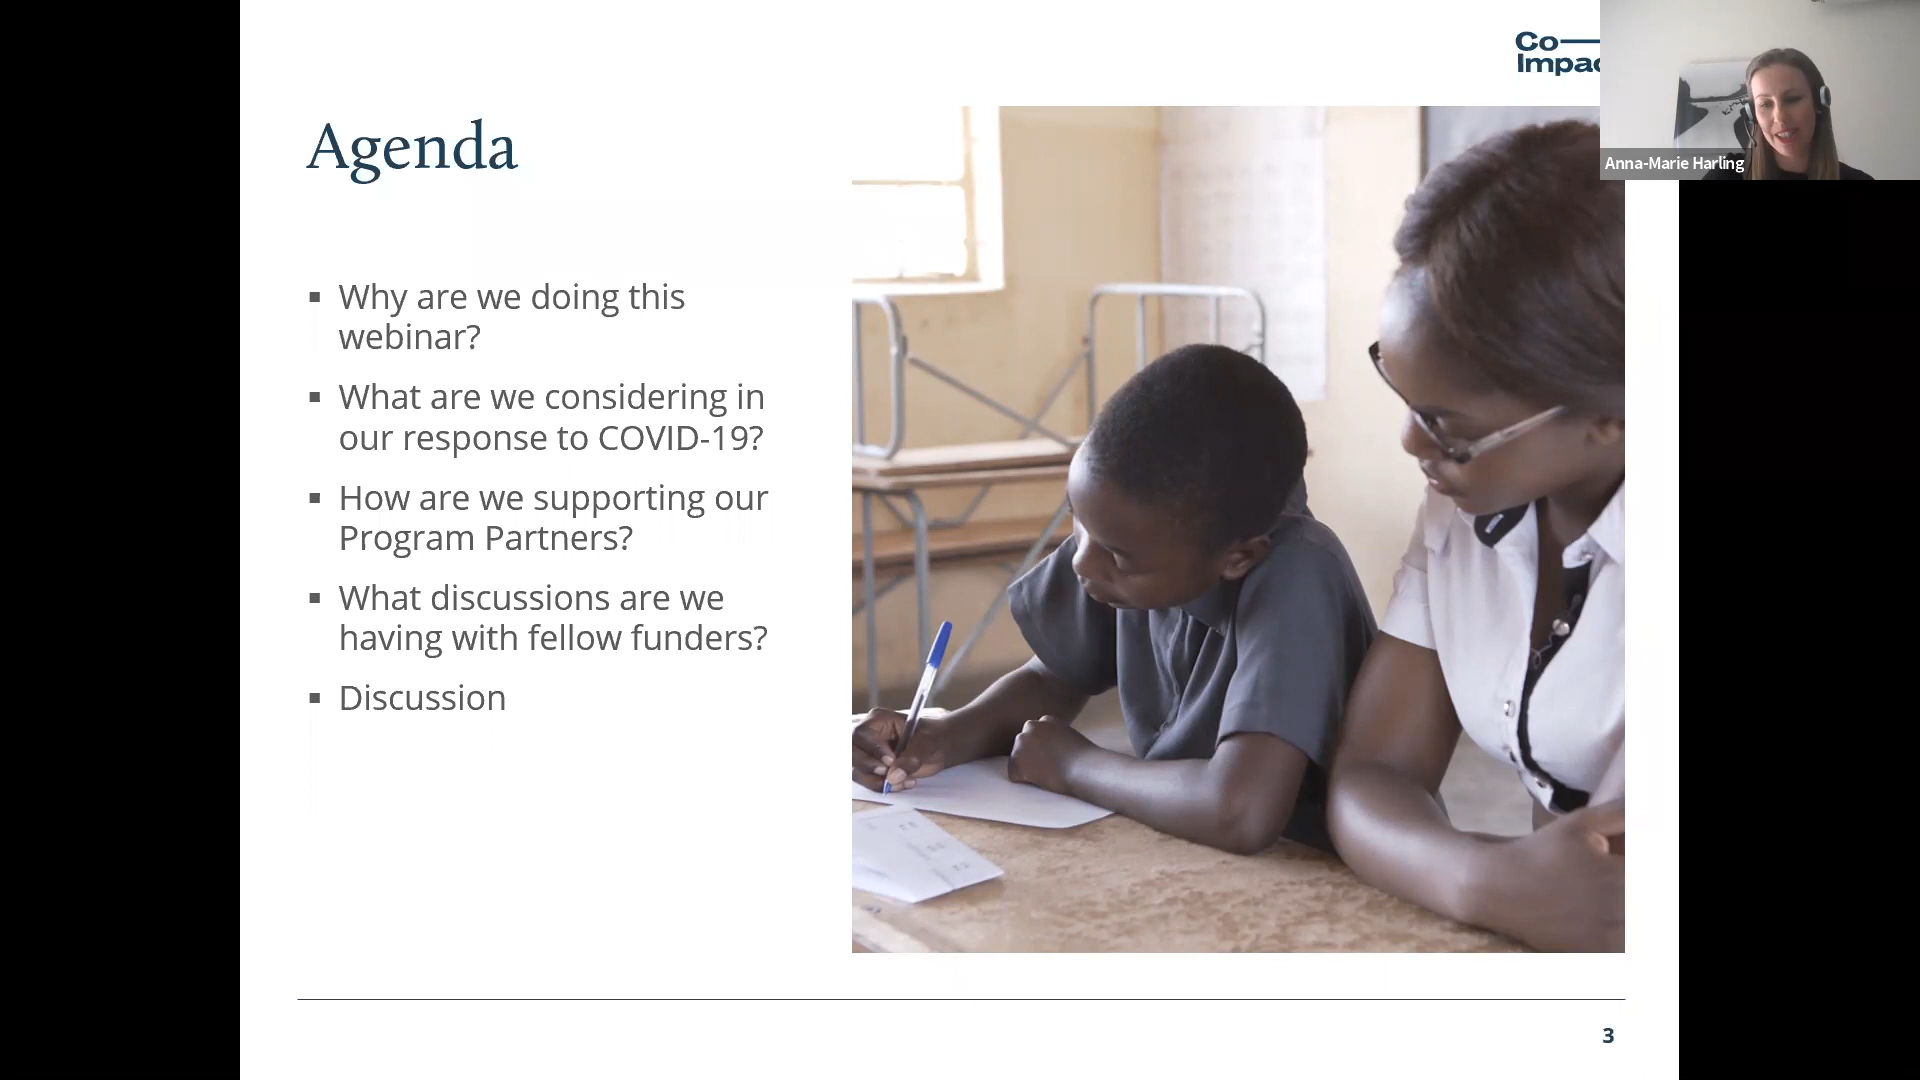 Co
Impac
Anna-Marie Harling
Agenda
▪ Why are we doing this
webinar?
▪ What are we considering in
our response to COVID-19?
▪ How are we supporting our
Program Partners?
▪ What discussions are we
having with fellow funders?
▪ Discussion
3